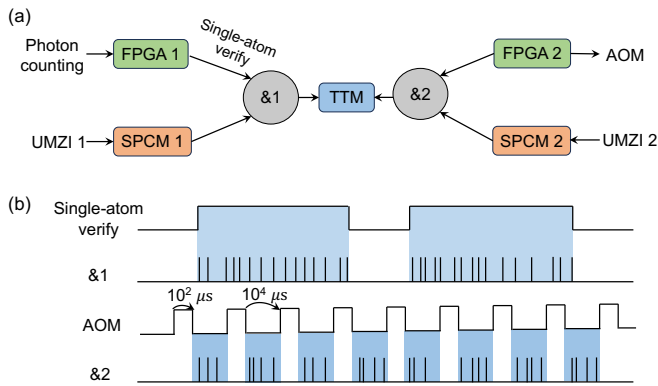 (a)
Photon
counting
FPGA 1
Single-atom
verify
FPGA 2
AOM
&1
TTM
&2
UMZI 1
SPCM 1
SPCM 2
UMZI 2
(b)
Single-atom
verify
&1
10² μs
10⁴ μs
AOM
&2